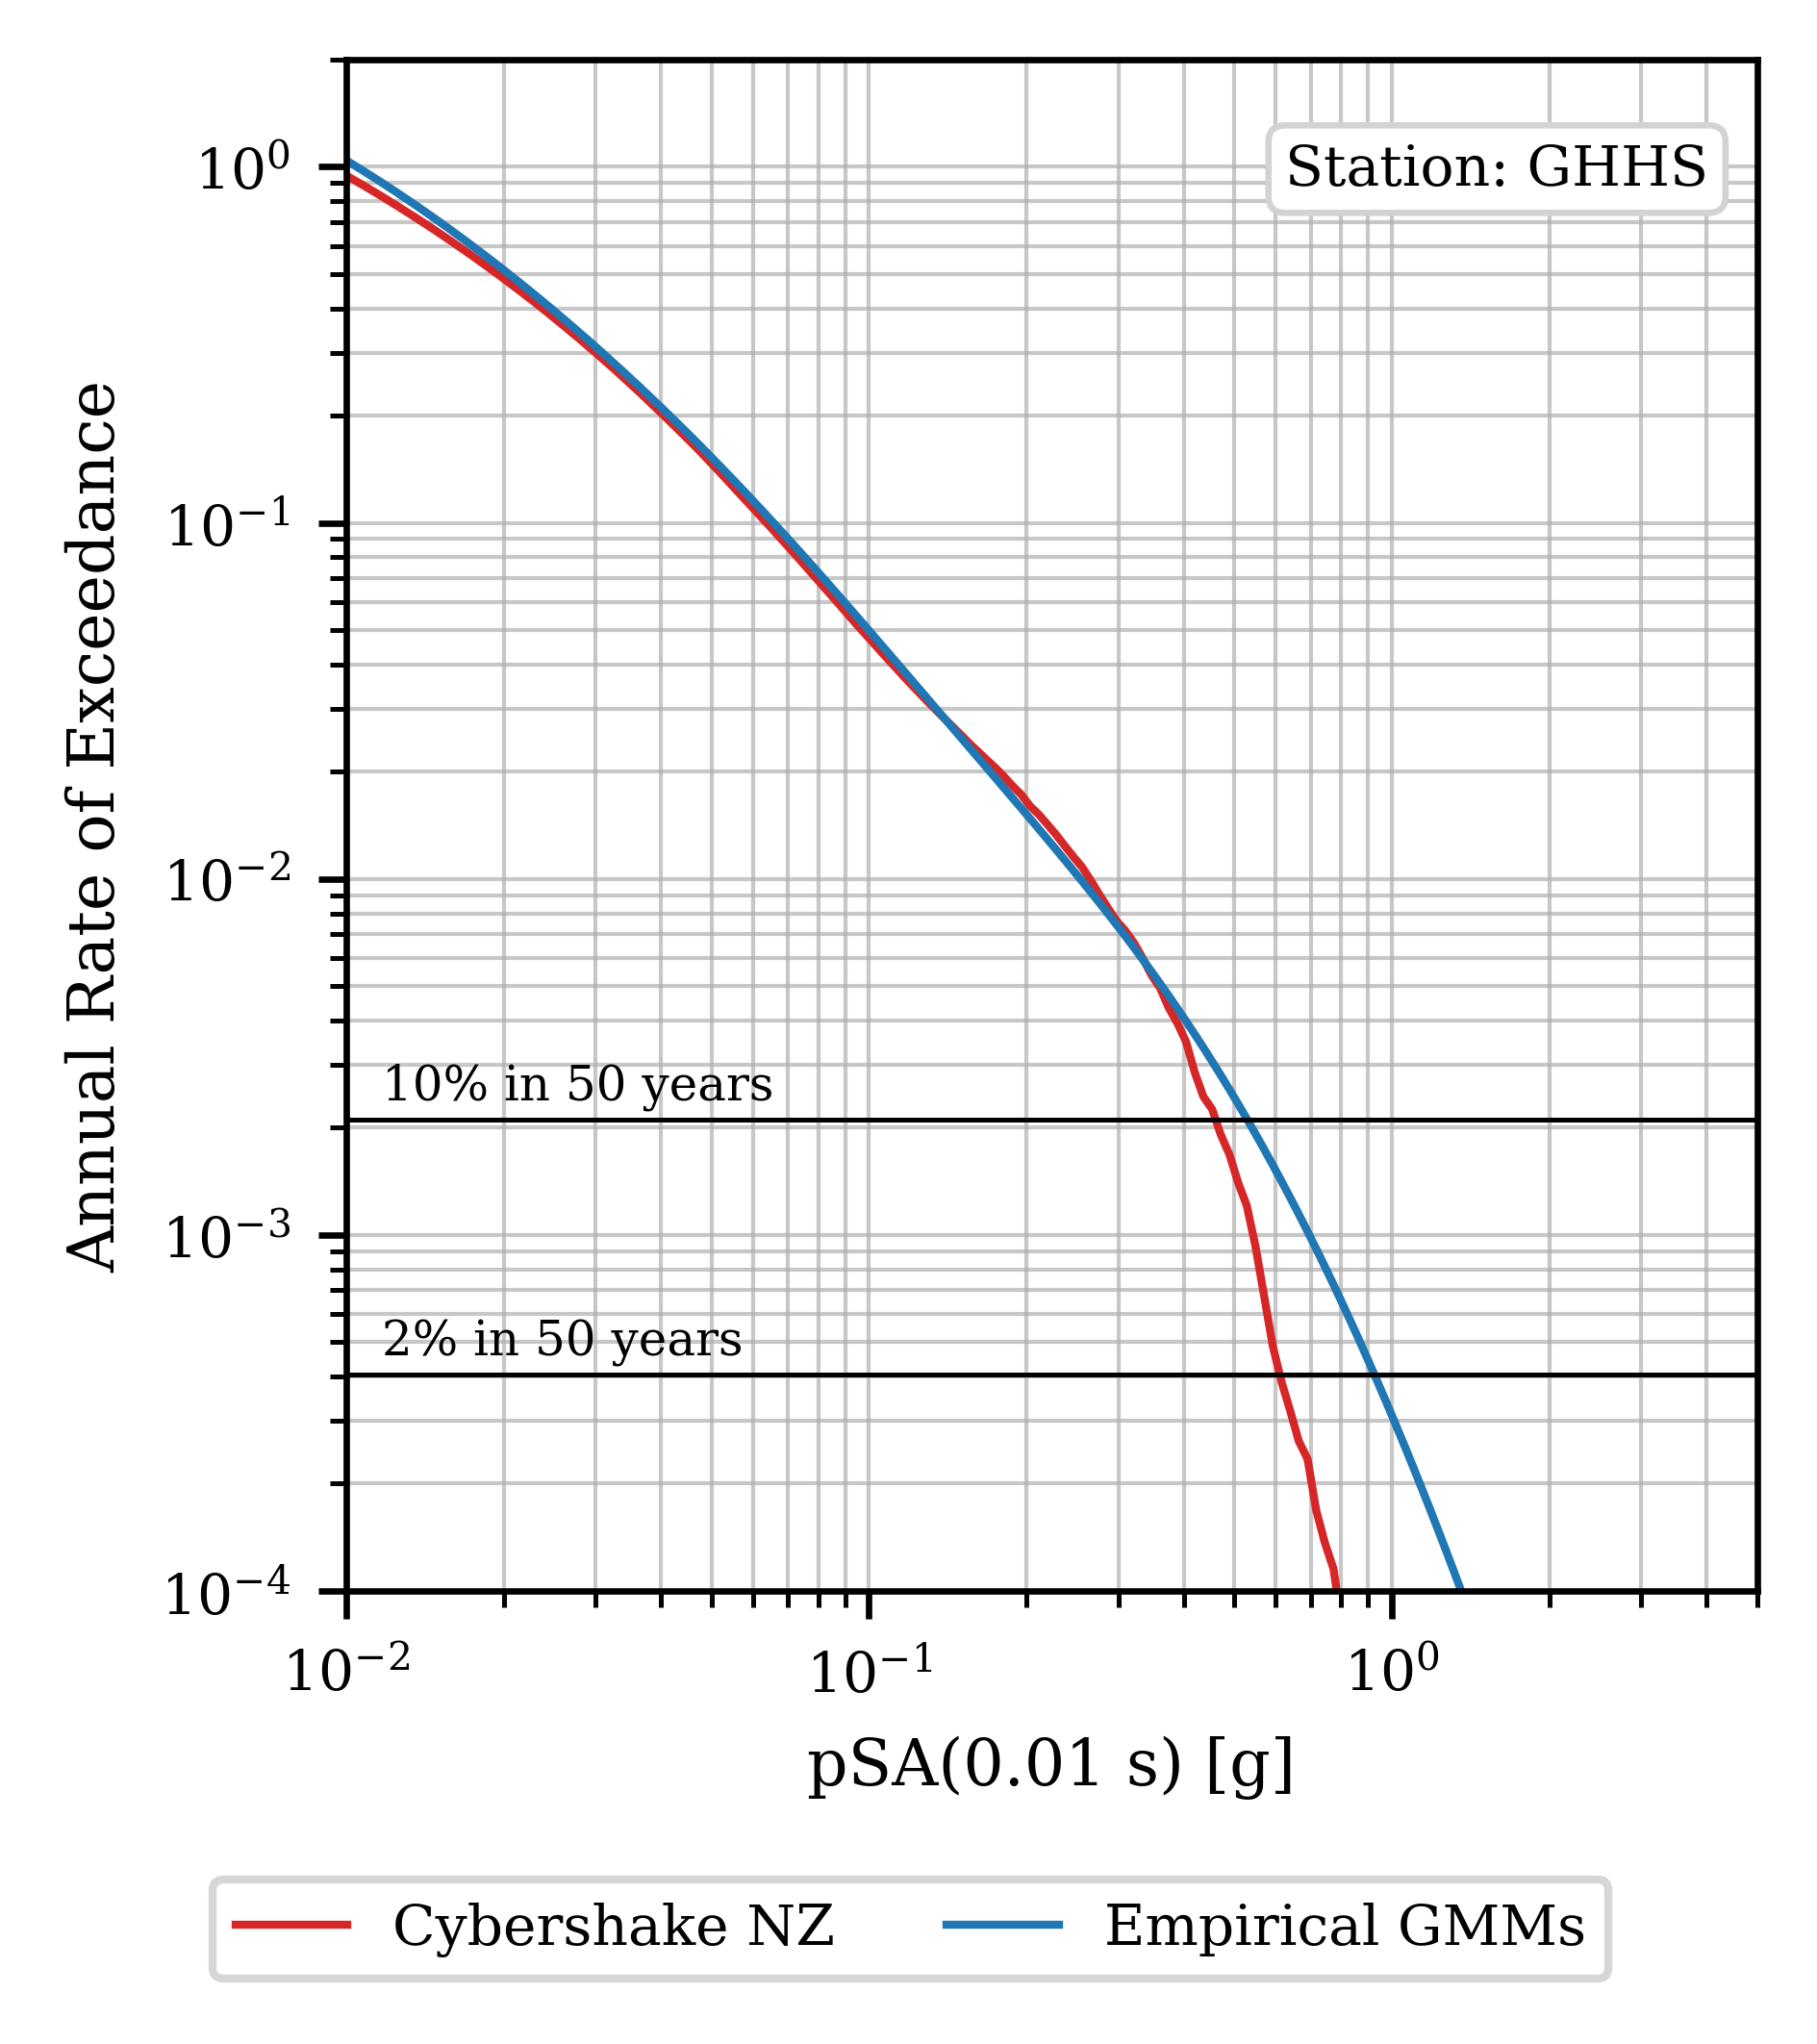 Station: GHHS
10⁰
10⁻¹
10⁻²
10⁻³
10⁻⁴
Annual Rate of Exceedance
10% in 50 years
2% in 50 years
10⁻²
10⁻¹
10⁰
pSA(0.01 s) [g]
Cybershake NZ
Empirical GMMs